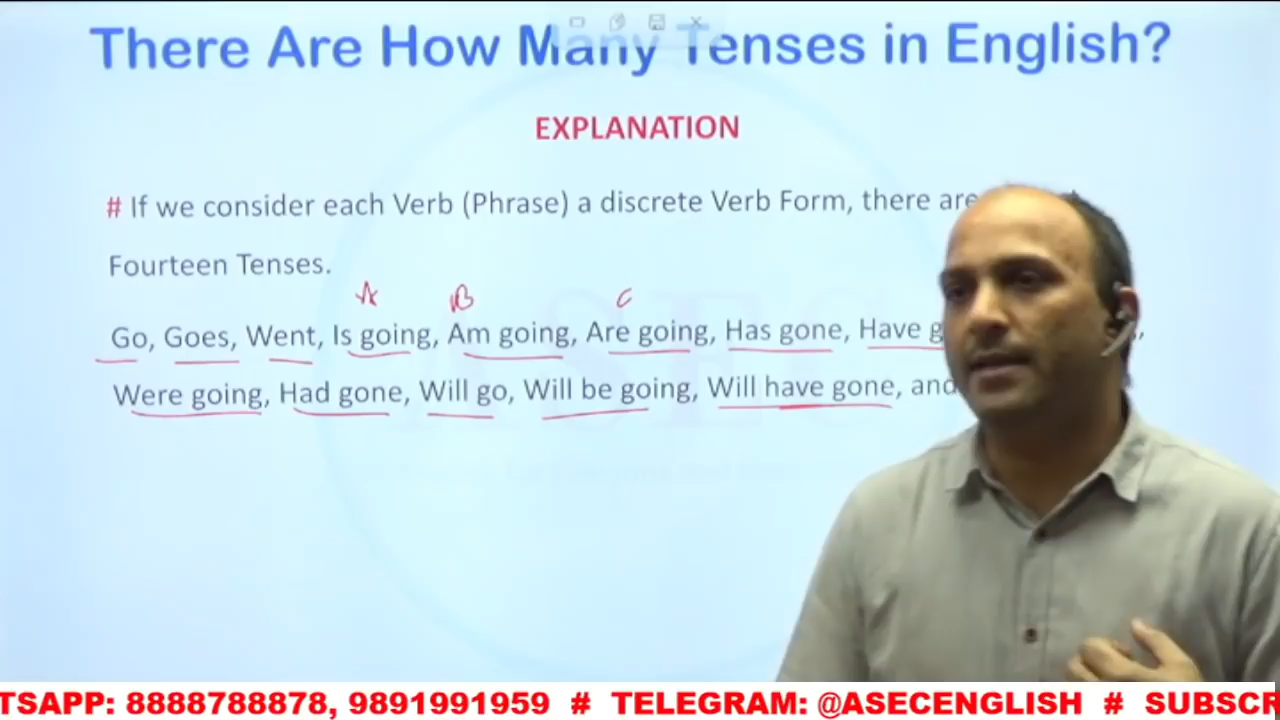 There Are How Many Tenses in English?
EXPLANATION
# If we consider each Verb (Phrase) a discrete Verb Form, there are
Fourteen Tenses.
A B C
Go, Goes, Went, Is going, Am going, Are going, Has gone, Have g
Were going, Had gone, Will go, Will be going, Will have gone, and
TSAPP: 8888788878, 9891991959 # TELEGRAM: @ASECENGLISH # SUBSCR